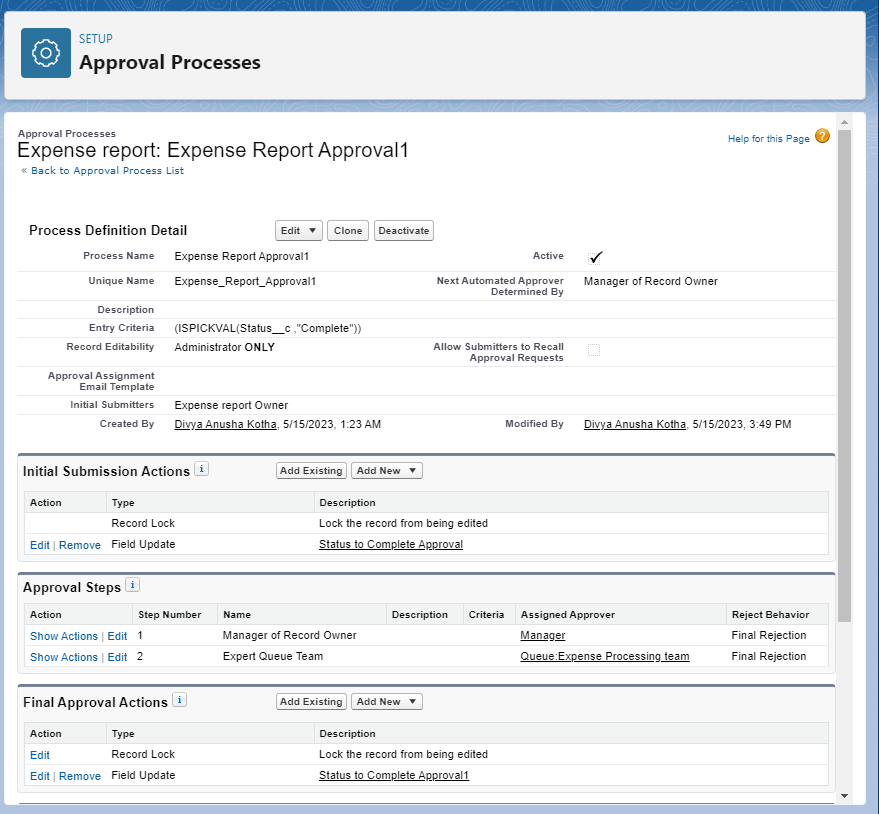 SETUP
Approval Processes
Approval Processes
Expense report: Expense Report Approval1
Help for this Page ?
« Back to Approval Process List
Process Definition Detail Edit ▼ Clone Deactivate
Process Name Expense Report Approval1 Active ✓
Unique Name Expense_Report_Approval1 Next Automated Approver Determined By Manager of Record Owner
Description
Entry Criteria (ISPICKVAL(Status__c ,"Complete"))
Record Editability Administrator ONLY Allow Submitters to Recall Approval Requests
Approval Assignment Email Template
Initial Submitters Expense report Owner
Created By Divya Anusha Kotha, 5/15/2023, 1:23 AM Modified By Divya Anusha Kotha, 5/15/2023, 3:49 PM
Initial Submission Actions i Add Existing Add New ▼
Action Type Description
Record Lock Lock the record from being edited
Edit | Remove Field Update Status to Complete Approval
Approval Steps i
Action Step Number Name Description Criteria Assigned Approver Reject Behavior
Show Actions | Edit 1 Manager of Record Owner Manager Final Rejection
Show Actions | Edit 2 Expert Queue Team Queue:Expense Processing team Final Rejection
Final Approval Actions i Add Existing Add New ▼
Action Type Description
Edit Record Lock Lock the record from being edited
Edit | Remove Field Update Status to Complete Approval1